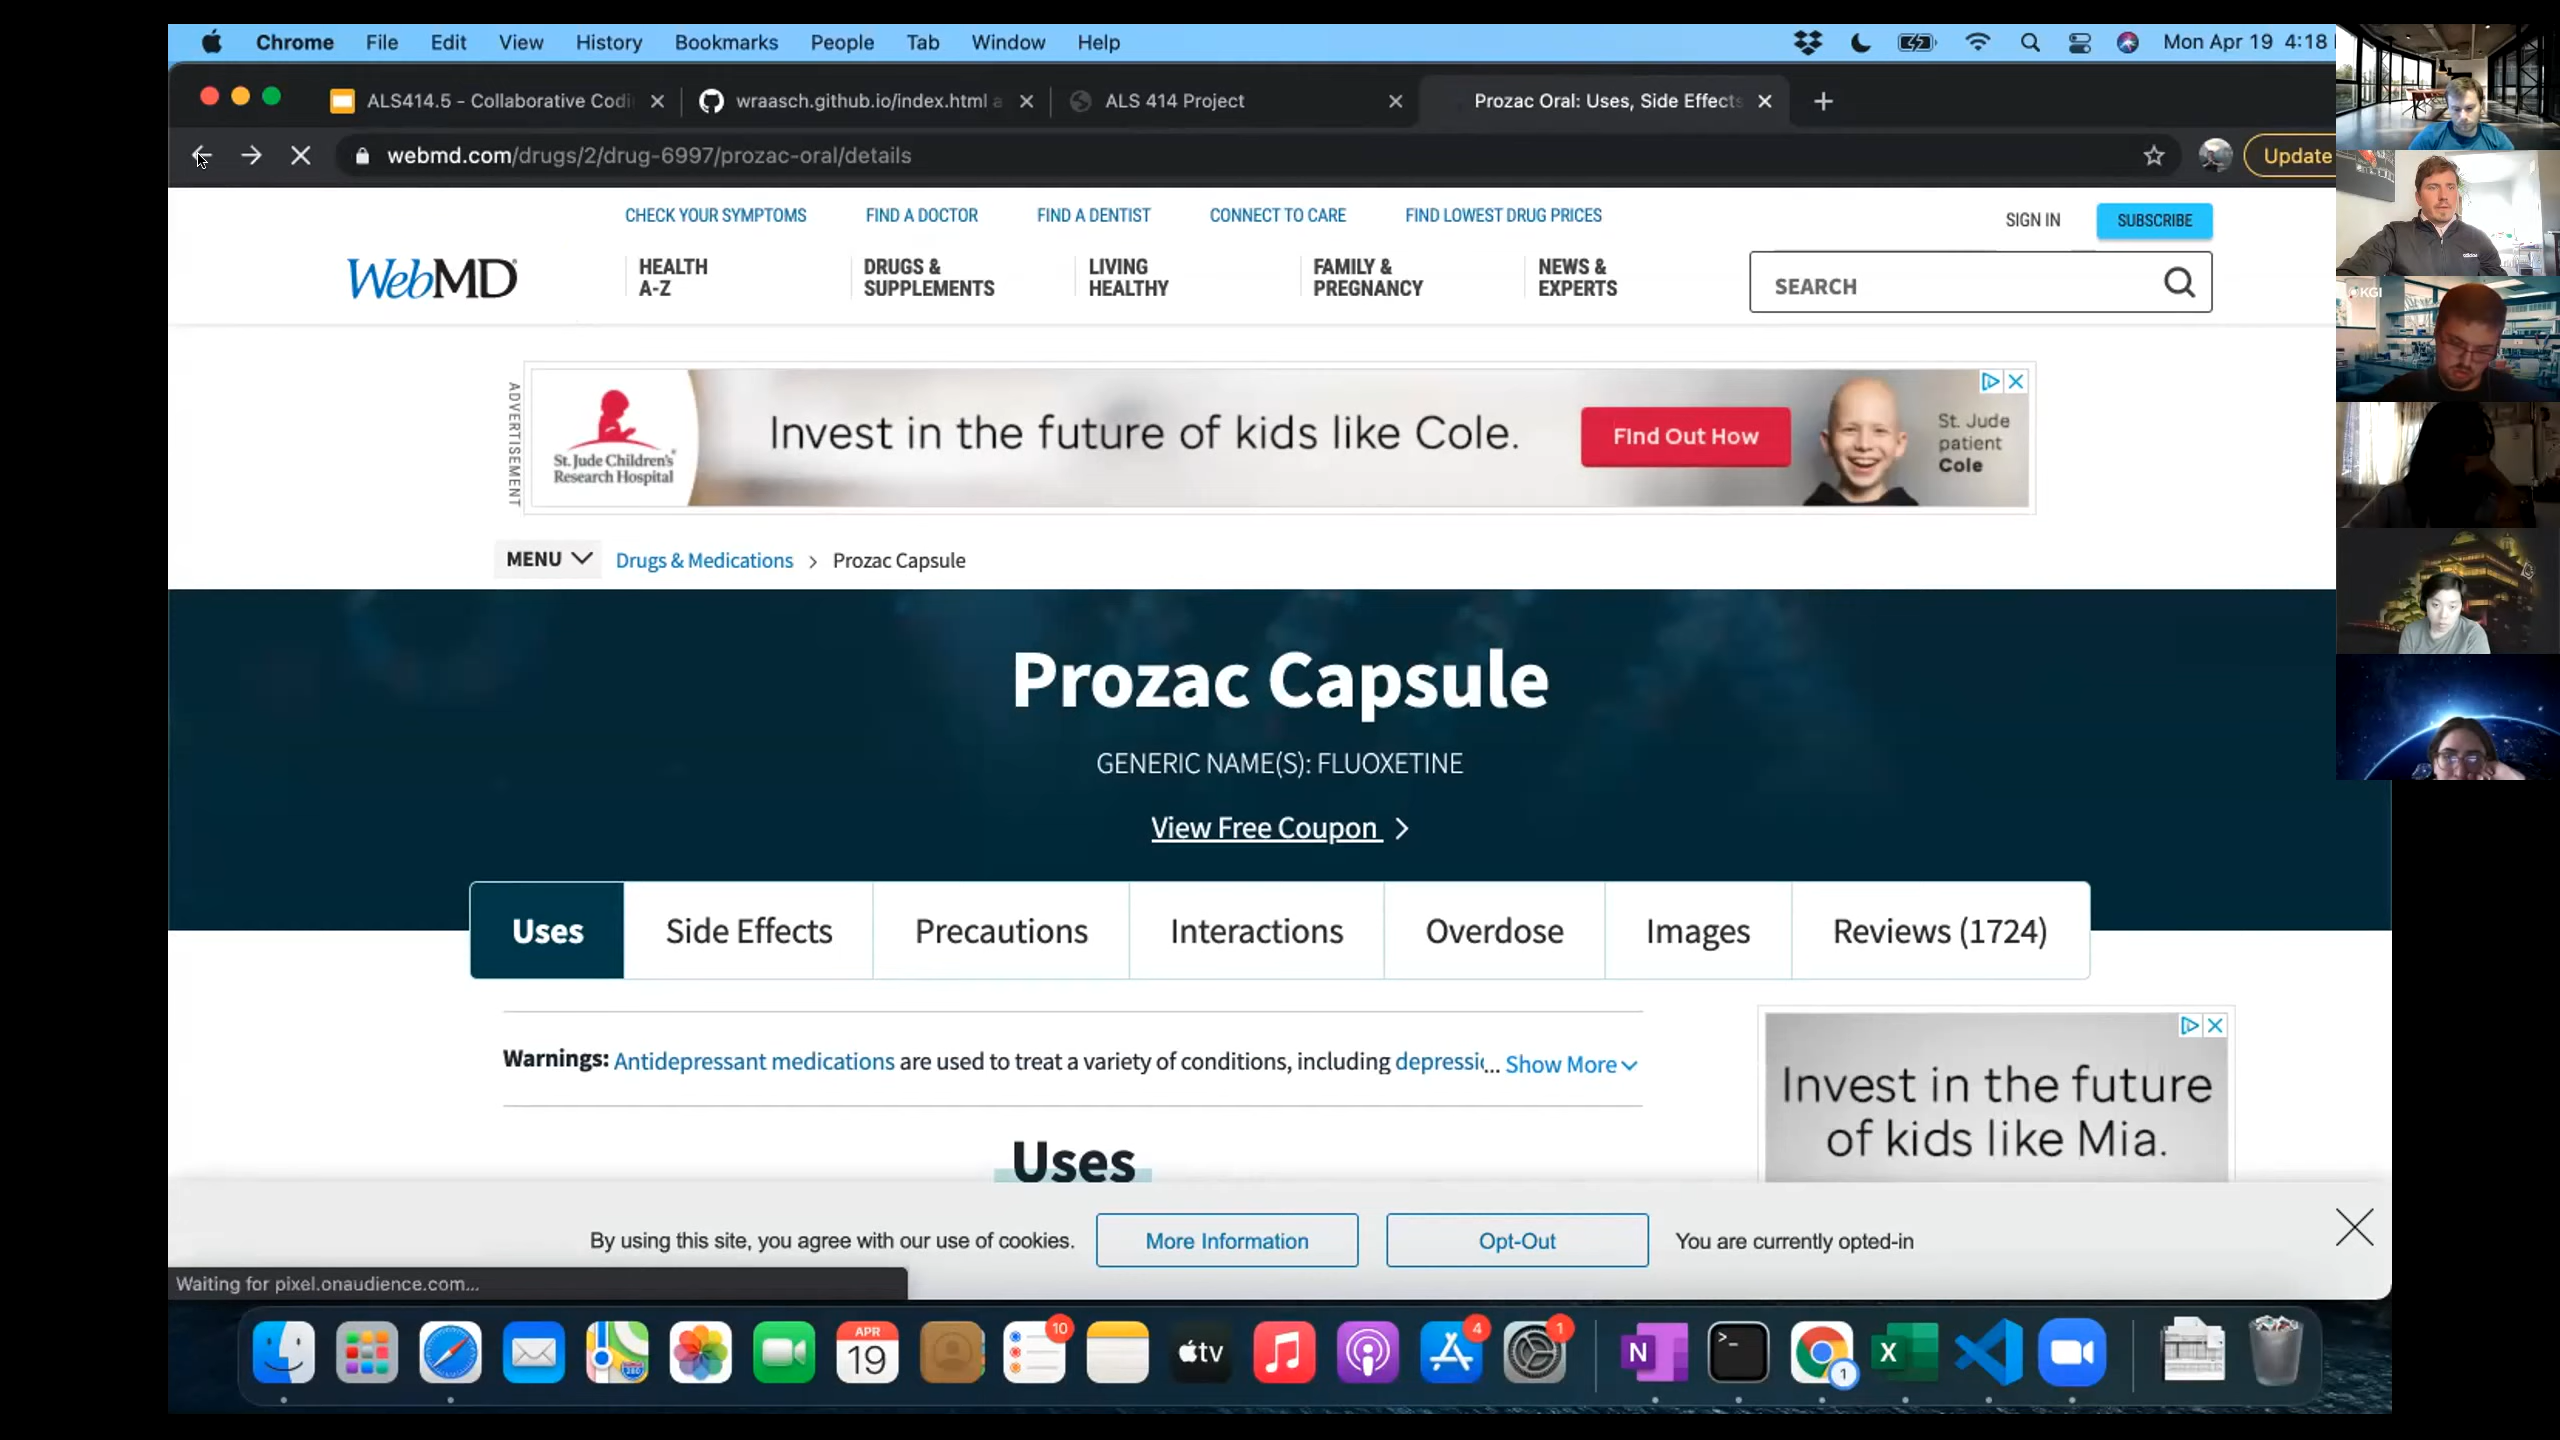 Chrome File Edit View History Bookmarks People Tab Window Help Mon Apr 19 4:18
ALS414.5 - Collaborative Codi wraasch.github.io/index.html a ALS 414 Project Prozac Oral: Uses, Side Effects
webmd.com/drugs/2/drug-6997/prozac-oral/details Update
CHECK YOUR SYMPTOMS FIND A DOCTOR FIND A DENTIST CONNECT TO CARE FIND LOWEST DRUG PRICES SIGN IN SUBSCRIBE
WebMD
HEALTH
A-Z
DRUGS &
SUPPLEMENTS
LIVING
HEALTHY
FAMILY &
PREGNANCY
NEWS &
EXPERTS
SEARCH
KGI
ADVERTISEMENT
St. Jude Children's
Research Hospital
Invest in the future of kids like Cole.
Find Out How
St. Jude
patient
Cole
MENU Drugs & Medications > Prozac Capsule
Prozac Capsule
GENERIC NAME(S): FLUOXETINE
View Free Coupon >
Uses Side Effects Precautions Interactions Overdose Images Reviews (1724)
Warnings: Antidepressant medications are used to treat a variety of conditions, including depressi... Show More
Invest in the future
of kids like Mia.
Uses
By using this site, you agree with our use of cookies. More Information Opt-Out You are currently opted-in
Waiting for pixel.onaudience.com...
APR
19
10
tv
4
1
N
>_
1
X